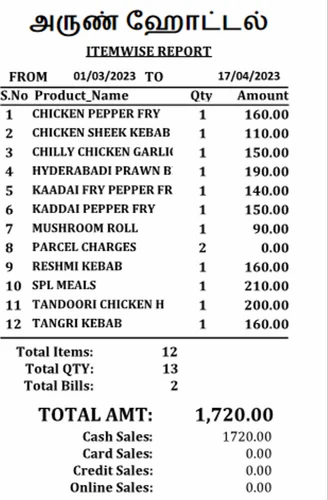 அருண் ஹோட்டல்
ITEMWISE REPORT
FROM 01/03/2023 TO 17/04/2023
S.No Product_Name Qty Amount
1 CHICKEN PEPPER FRY 1 160.00
2 CHICKEN SHEEK KEBAB 1 110.00
3 CHILLY CHICKEN GARLIC 1 150.00
4 HYDERABADI PRAWN B 1 190.00
5 KAADAI FRY PEPPER FR 1 140.00
6 KADDAI PEPPER FRY 1 150.00
7 MUSHROOM ROLL 1 90.00
8 PARCEL CHARGES 2 0.00
9 RESHMI KEBAB 1 160.00
10 SPL MEALS 1 210.00
11 TANDOORI CHICKEN H 1 200.00
12 TANGRI KEBAB 1 160.00
Total Items: 12
Total QTY: 13
Total Bills: 2
TOTAL AMT: 1,720.00
Cash Sales: 1720.00
Card Sales: 0.00
Credit Sales: 0.00
Online Sales: 0.00